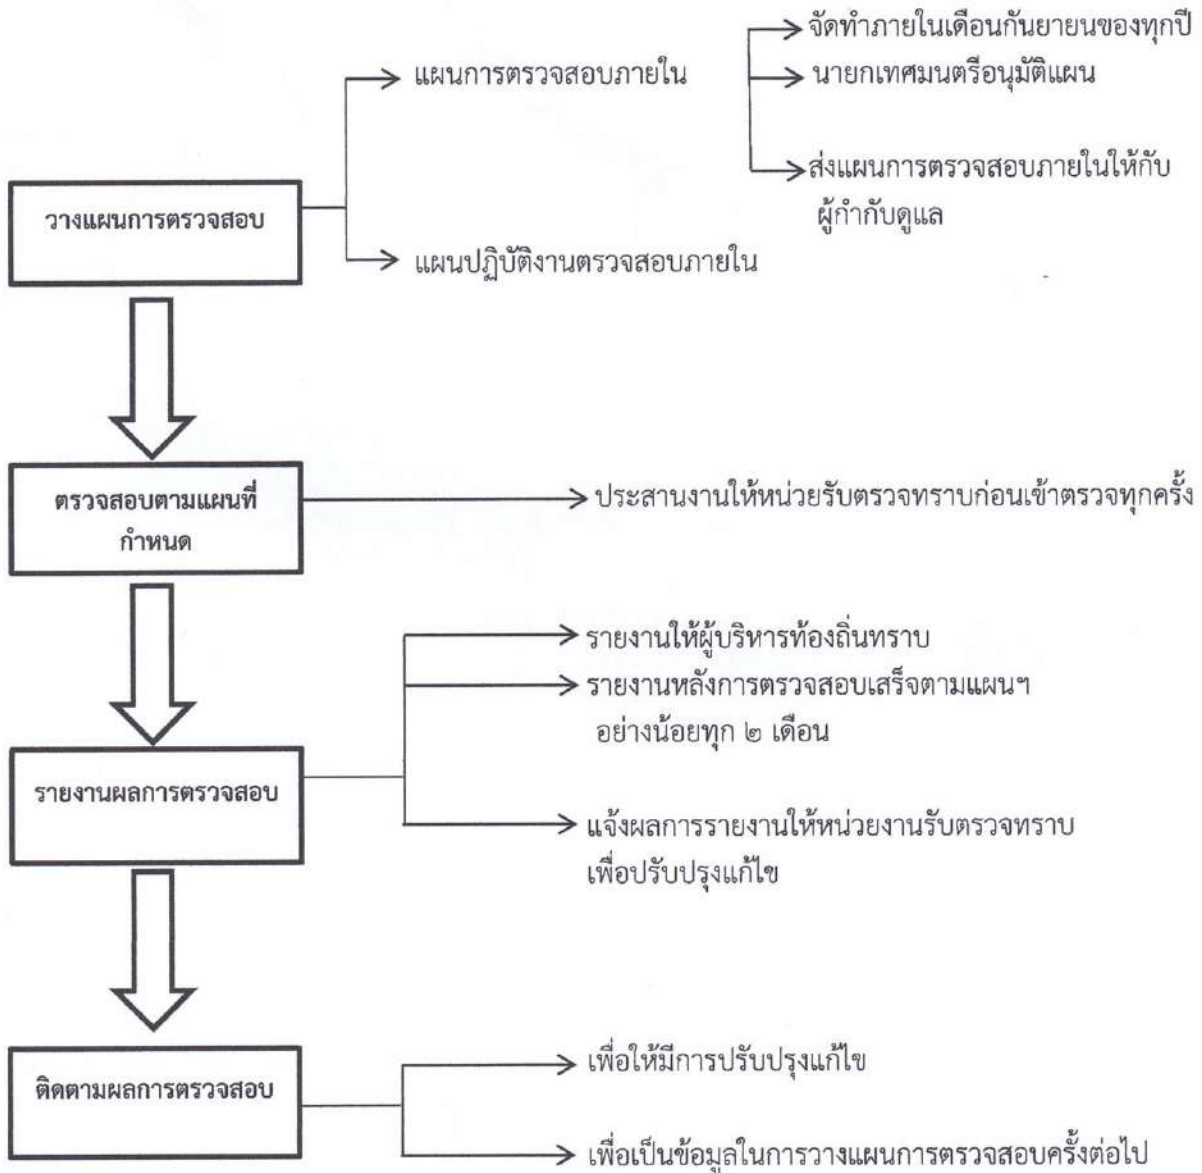 จัดทำภายในเดือนกันยายนของทุกปี
แผนการตรวจสอบภายใน
นายกเทศมนตรีอนุมัติแผน
ส่งแผนการตรวจสอบภายในให้กับ
ผู้กำกับดูแล
วางแผนการตรวจสอบ
แผนปฏิบัติงานตรวจสอบภายใน
ตรวจสอบตามแผนที่
กำหนด
ประสานงานให้หน่วยรับตรวจทราบก่อนเข้าตรวจทุกครั้ง
รายงานให้ผู้บริหารท้องถิ่นทราบ
รายงานหลังการตรวจสอบเสร็จตามแผนฯ
อย่างน้อยทุก ๒ เดือน
รายงานผลการตรวจสอบ
แจ้งผลการรายงานให้หน่วยงานรับตรวจทราบ
เพื่อปรับปรุงแก้ไข
ติดตามผลการตรวจสอบ
เพื่อให้มีการปรับปรุงแก้ไข
เพื่อเป็นข้อมูลในการวางแผนการตรวจสอบครั้งต่อไป